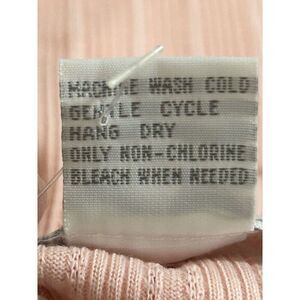 MACHINE WASH COLD
GENTLE CYCLE
HANG DRY
ONLY NON-CHLORINE
BLEACH WHEN NEEDED